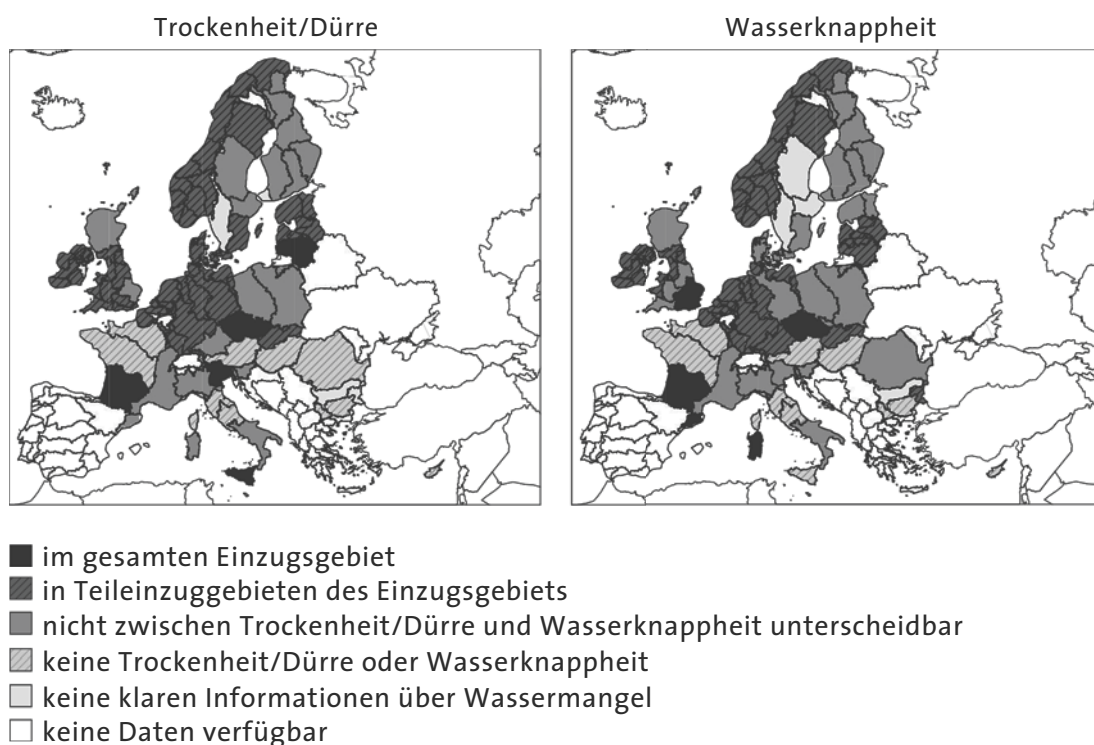 Trockenheit/Dürre
Wasserknappheit
im gesamten Einzugsgebiet
in Teileinzuggebieten des Einzugsgebiets
nicht zwischen Trockenheit/Dürre und Wasserknappheit unterscheidbar
keine Trockenheit/Dürre oder Wasserknappheit
keine klaren Informationen über Wassermangel
keine Daten verfügbar